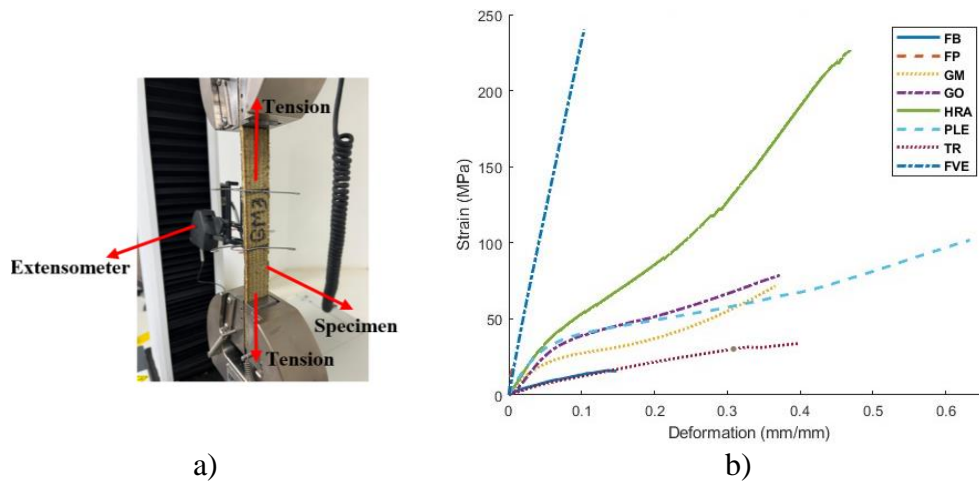 Tension
GM3
Extensometer
Specimen
Tension
a)
250
200
150
100
50
0
Strain (MPa)
0 0.1 0.2 0.3 0.4 0.5 0.6
Deformation (mm/mm)
FB
FP
GM
GO
HRA
PLE
TR
FVE
b)